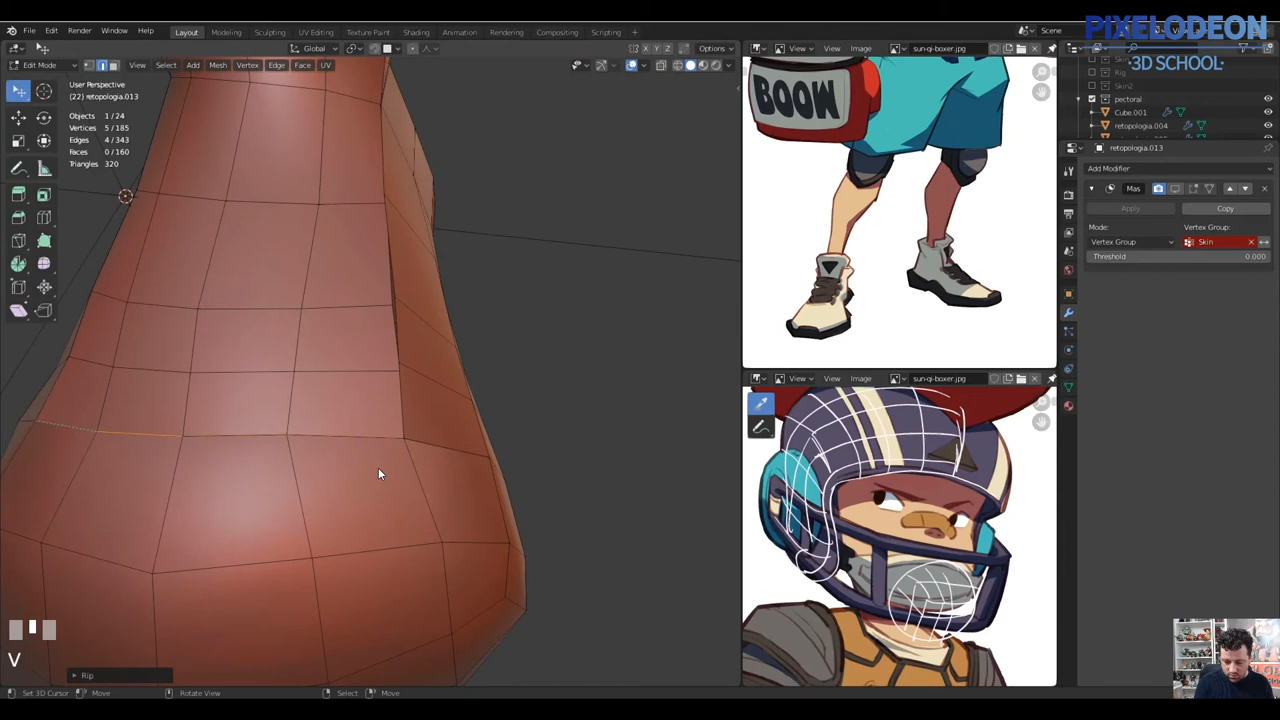 PIXELODEON
·3D SCHOOL·
File Edit Render Window Help Layout Modeling Sculpting UV Editing Texture Paint Shading Animation Rendering Compositing Scripting Scene
Global X Y Z Options View Image sun-qi-boxer.jpg
Edit Mode View Select Add Mesh Vertex Edge Face UV
Rig
Skin2
pectoral
Cube.001
retopologia.004
User Perspective
(22) retopologia.013
Objects 1/24
Vertices 5/185
Edges 4/343
Faces 0/160
Triangles 320
BOOW
retopologia.013
Add Modifier
Mas
Apply Copy
Mode: Vertex Group:
Vertex Group Skin
Threshold 0.000
View View Image sun-qi-boxer.jpg
V
Rip
Set 3D Cursor Move Rotate View Select Move